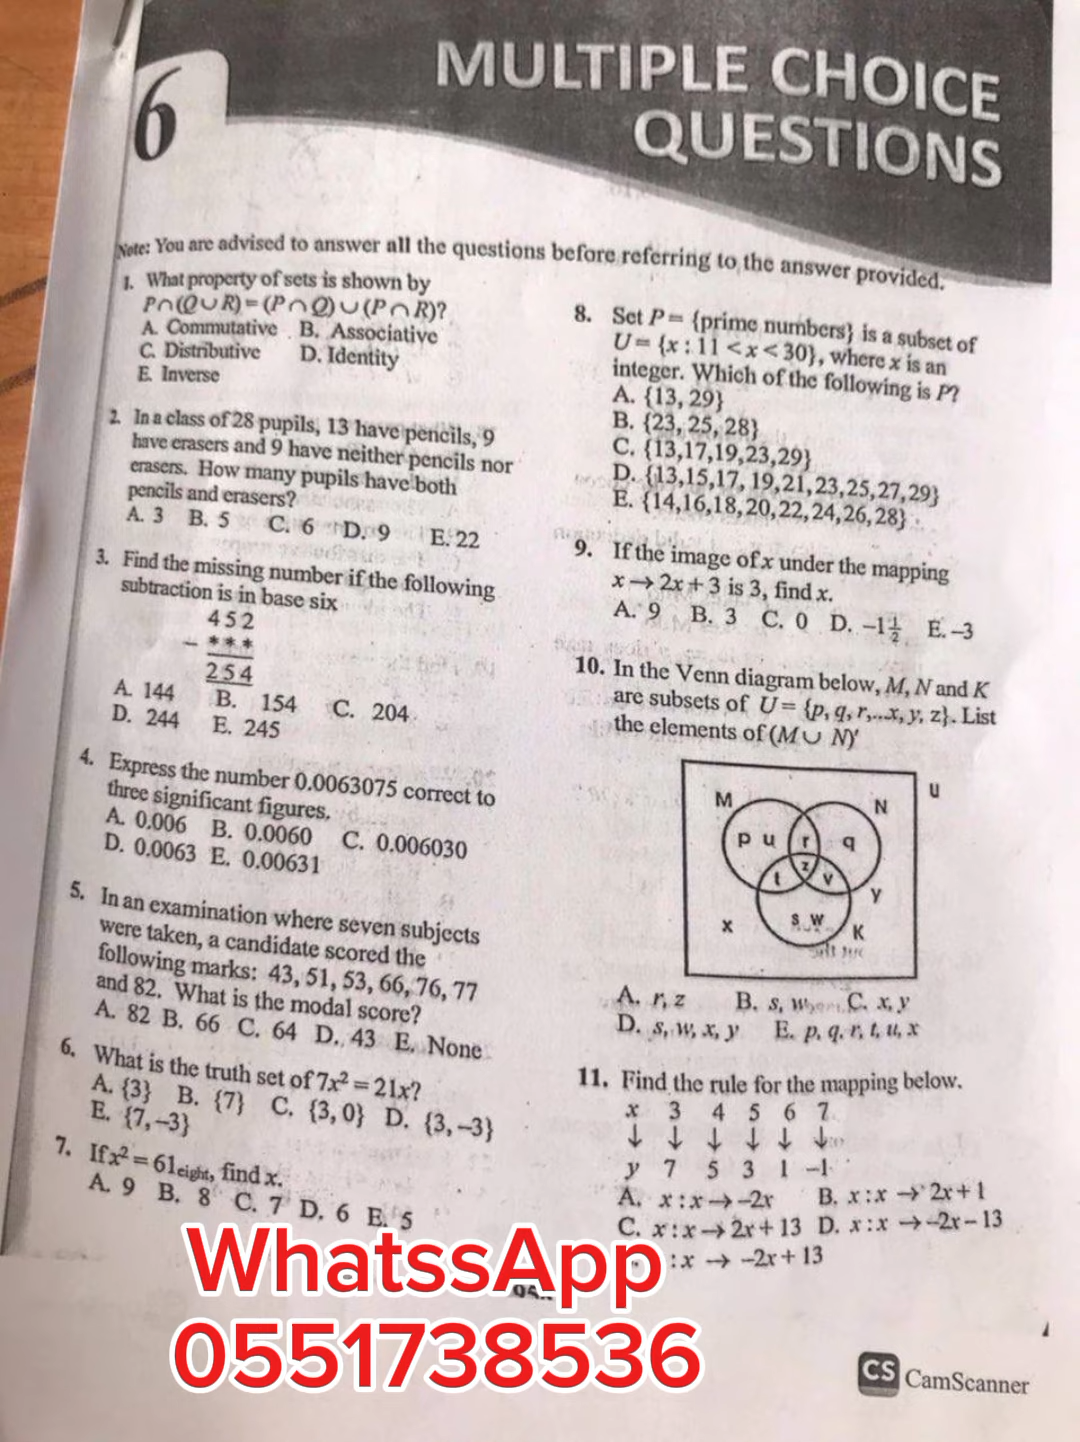 6
MULTIPLE CHOICE
QUESTIONS
Note: You are advised to answer all the questions before referring to the answer provided.
1. What property of sets is shown by
P∩(Q∪R)=(P∩Q)∪(P∩R)?
A. Commutative B. Associative
C. Distributive D. Identity
E. Inverse
2. In a class of 28 pupils, 13 have pencils, 9
have erasers and 9 have neither pencils nor
erasers. How many pupils have both
pencils and erasers?
A. 3 B. 5 C. 6 D. 9 E. 22
3. Find the missing number if the following
subtraction is in base six
4 5 2
– * * *
2 5 4
A. 144 B. 154 C. 204
D. 244 E. 245
4. Express the number 0.0063075 correct to
three significant figures.
A. 0.006 B. 0.0060 C. 0.006030
D. 0.0063 E. 0.00631
5. In an examination where seven subjects
were taken, a candidate scored the
following marks: 43, 51, 53, 66, 76, 77
and 82. What is the modal score?
A. 82 B. 66 C. 64 D. 43 E. None
6. What is the truth set of 7x² = 21x?
A. {3} B. {7} C. {3, 0} D. {3, –3}
E. {7, –3}
7. If x² = 61eight, find x.
A. 9 B. 8 C. 7 D. 6 E. 5
8. Set P= {prime numbers} is a subset of
U= {x : 11 <x< 30}, where x is an
integer. Which of the following is P?
A. {13, 29}
B. {23, 25, 28}
C. {13,17,19,23,29}
D. {13,15,17, 19,21,23,25,27,29}
E. {14,16,18,20,22,24,26,28}
9. If the image of x under the mapping
x → 2x + 3 is 3, find x.
A. 9 B. 3 C. 0 D. –1½ E. –3
10. In the Venn diagram below, M, N and K
are subsets of U= {p, q, r,...x, y, z}. List
the elements of (M∪ N)'
U
M N
p u r q
z
t v
y
x s w K
A. r, z B. s, w C. x, y
D. s, w, x, y E. p, q, r, t, u, x
11. Find the rule for the mapping below.
x 3 4 5 6 7
↓ ↓ ↓ ↓ ↓ ↓
y 7 5 3 1 –1
A. x : x → –2x B. x : x → 2x + 1
C. x : x → 2x + 13 D. x : x → –2x – 13
: x → –2x + 13
WhatssApp
0551738536
CS CamScanner